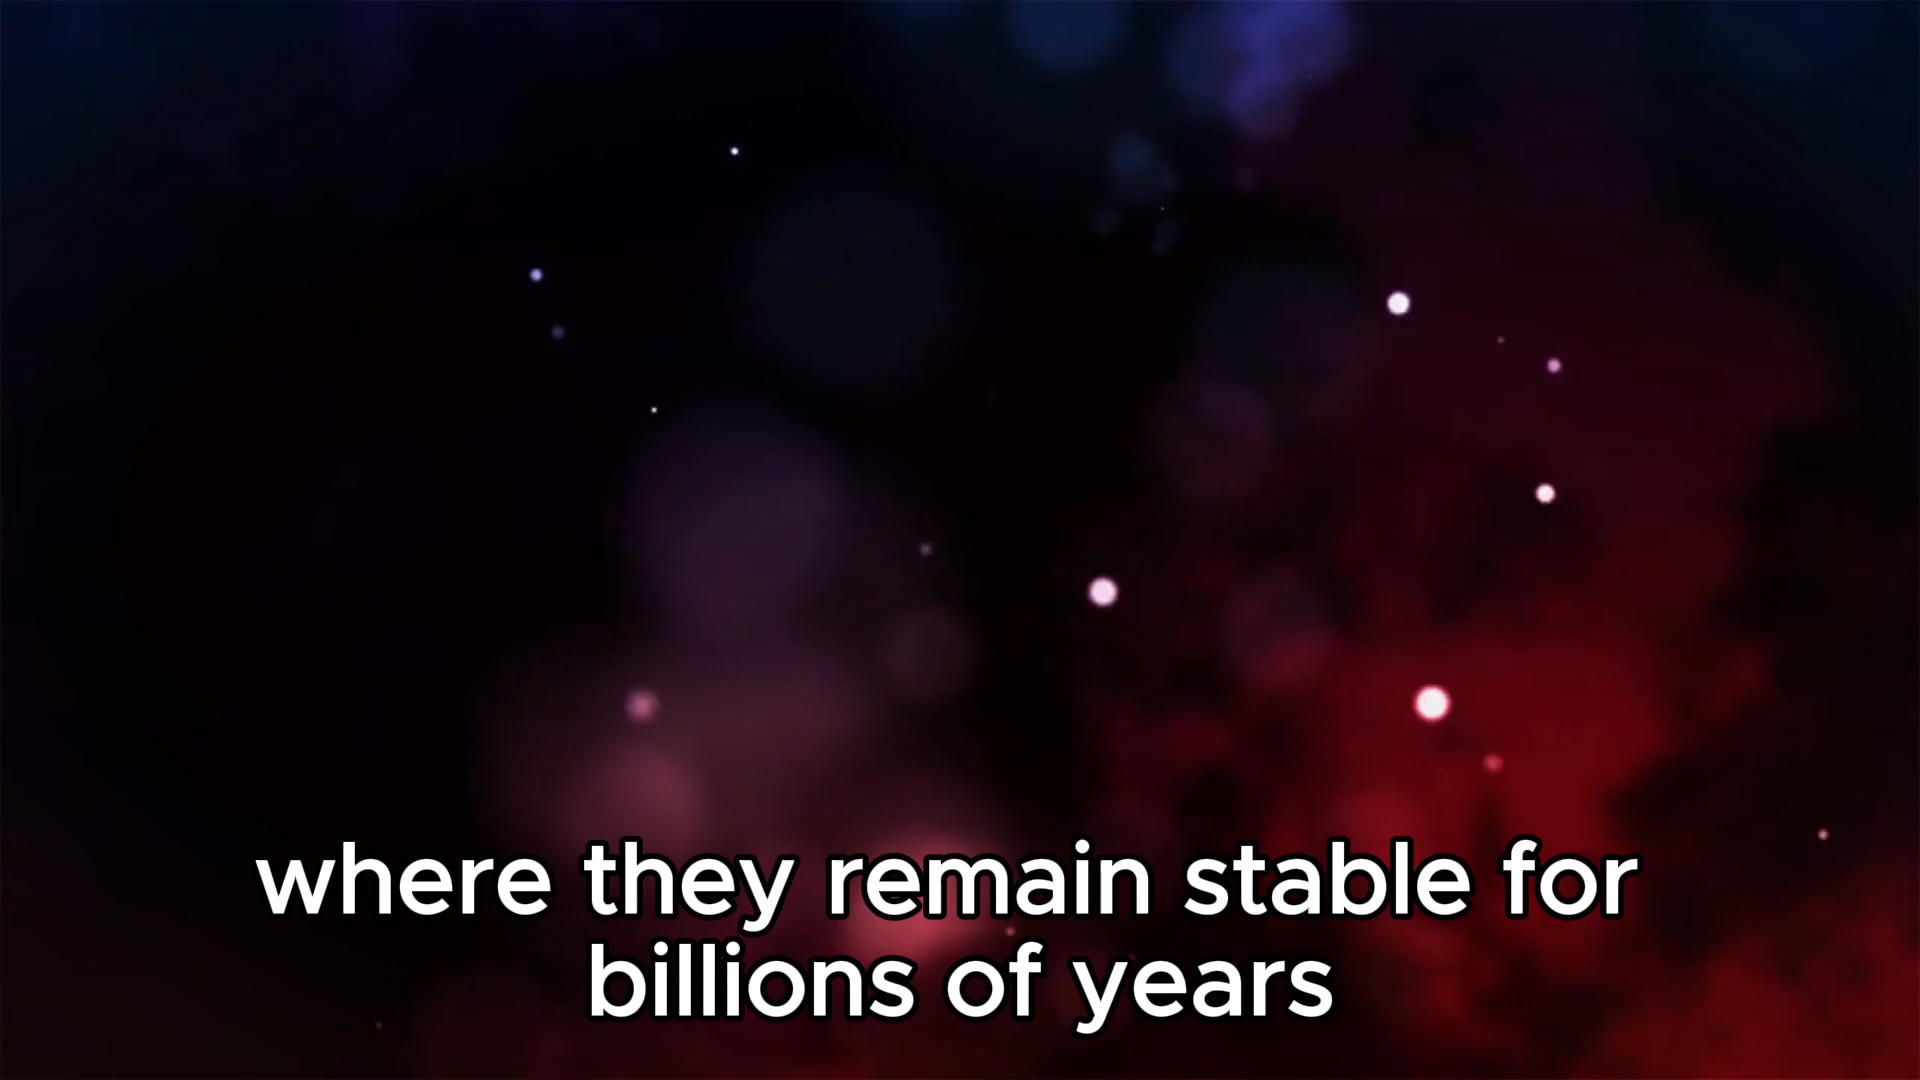 where they remain stable for
billions of years